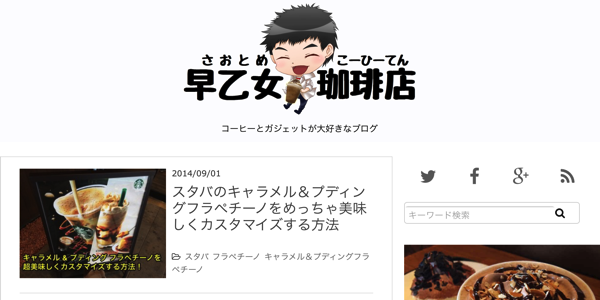 さおとめ こーひーてん
早乙女 珈琲店
コーヒーとガジェットが大好きなブログ
2014/09/01
スタバのキャラメル&プディン
グフラペチーノをめっちゃ美味
しくカスタマイズする方法
スタバ フラペチーノ キャラメル&プディングフラ
ペチーノ
キャラメル & プディング フラペチーノを
超美味しくカスタマイズする方法!
g+
キーワード検索